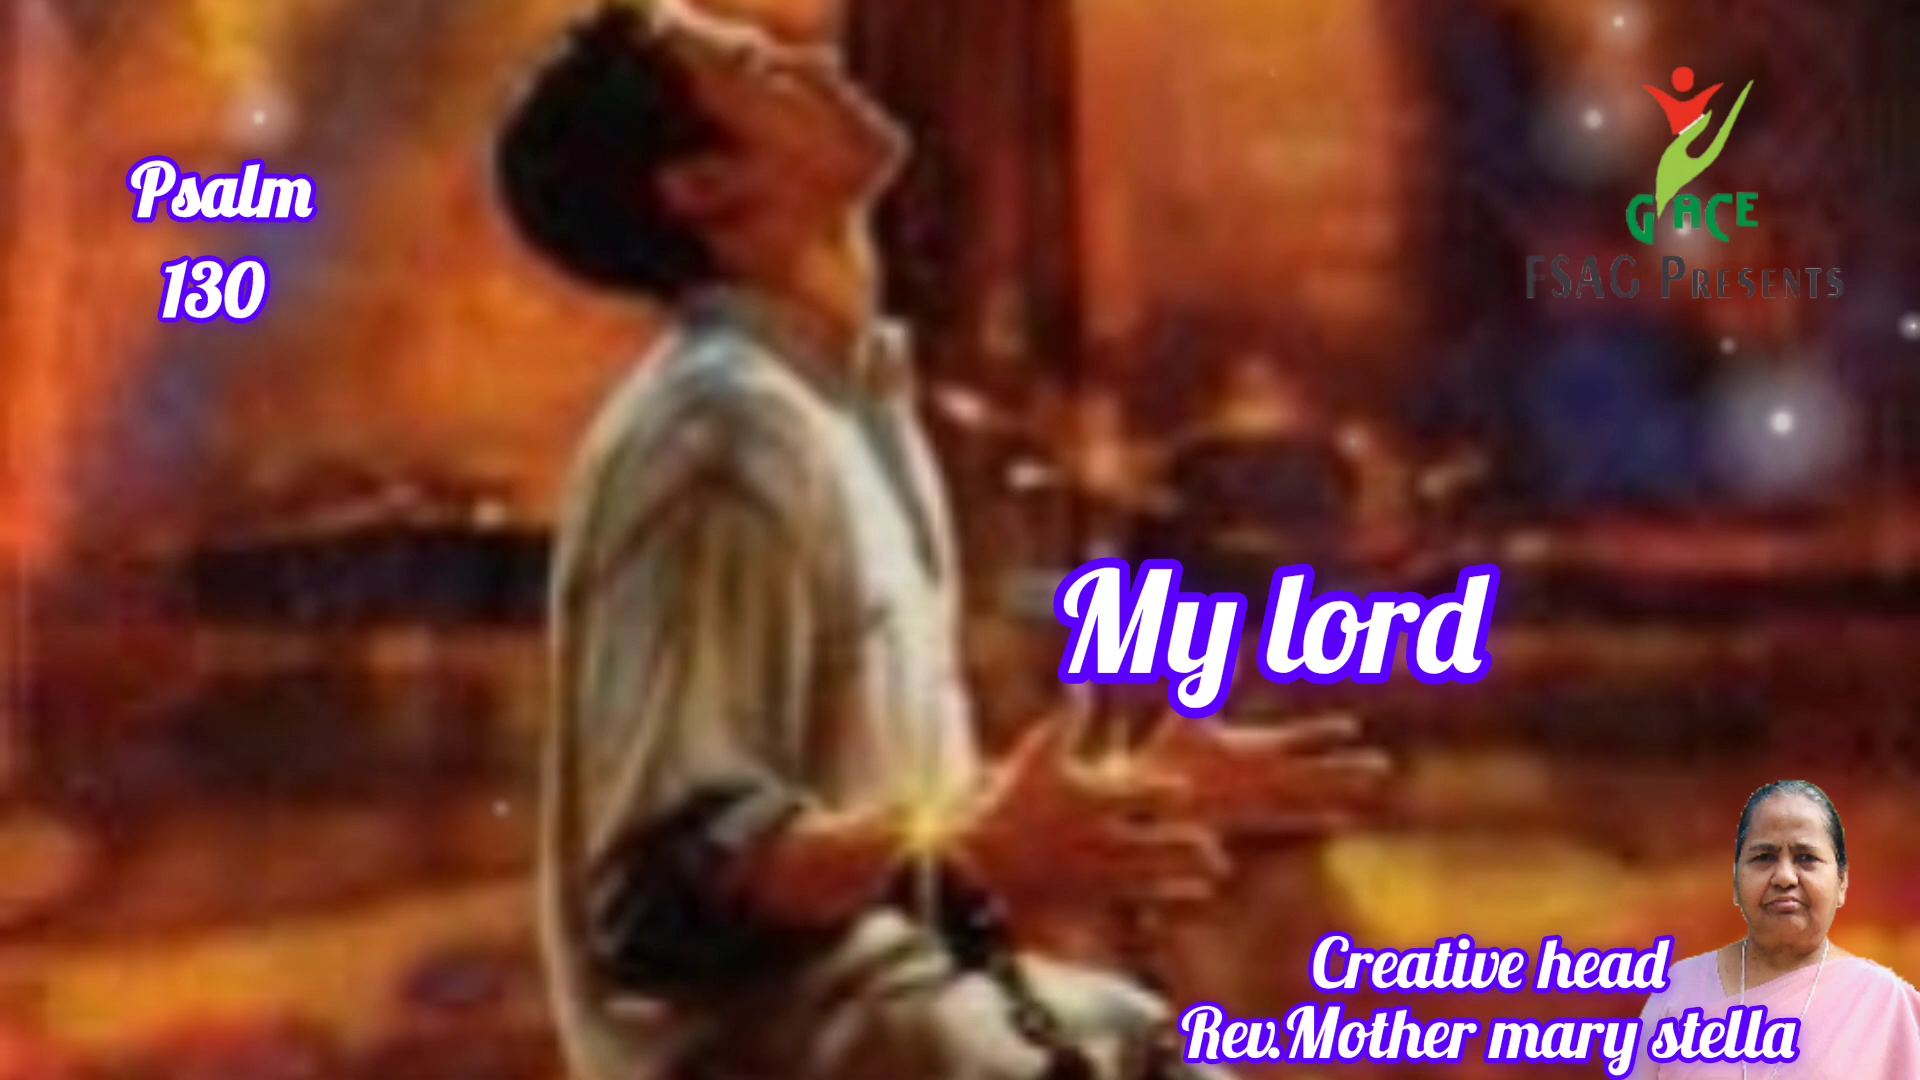 Psalm
130
GRACE
FSAG Presents
My lord
Creative head
Rev.Mother mary stella